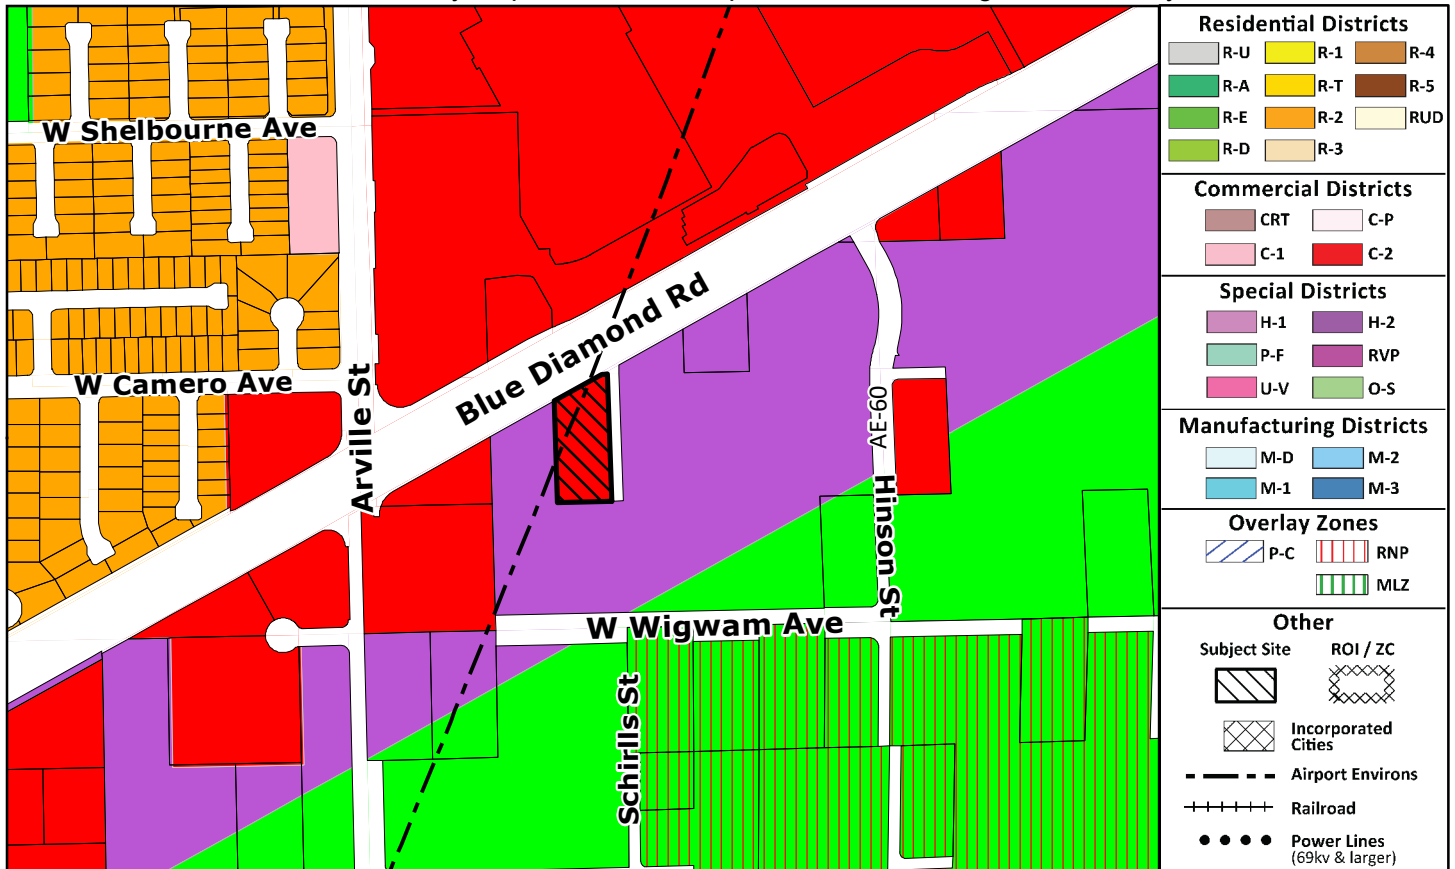 W Shelbourne Ave
W Camero Ave
Arville St
Blue Diamond Rd
AE-60
Hinson St
W Wigwam Ave
Schirlls St
Residential Districts
R-U
R-1
R-4
R-A
R-T
R-5
R-E
R-2
RUD
R-D
R-3
Commercial Districts
CRT
C-P
C-1
C-2
Special Districts
H-1
H-2
P-F
RVP
U-V
O-S
Manufacturing Districts
M-D
M-2
M-1
M-3
Overlay Zones
P-C
RNP
MLZ
Other
Subject Site
ROI / ZC
Incorporated
Cities
Airport Environs
Railroad
Power Lines
(69kv & larger)